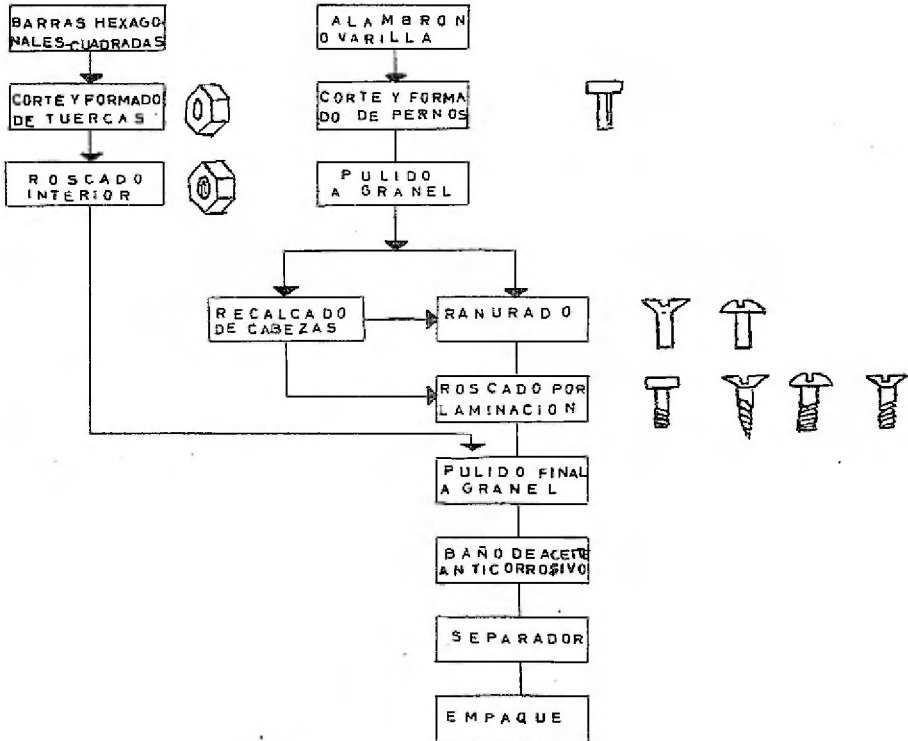 BARRAS HEXAGO-
NALES-CUADRADAS
ALAMBRON
O VARILLA
CORTE Y FORMADO
DE TUERCAS
CORTE Y FORMA
DO DE PERNOS
ROSCADO
INTERIOR
PULIDO
A GRANEL
RECALCADO
DE CABEZAS
RANURADO
ROSCADO POR
LAMINACION
PULIDO FINAL
A GRANEL
BAÑO DE ACEITE
ANTICORROSIVO
SEPARADOR
EMPAQUE